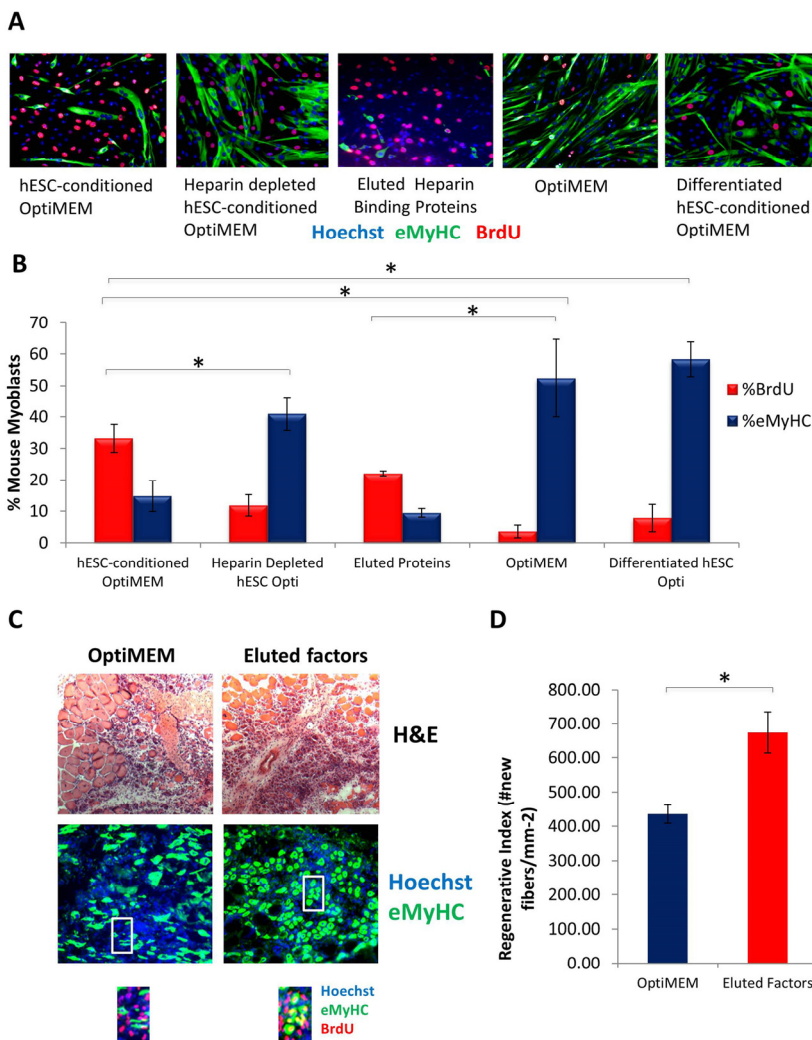 A
hESC-conditioned
OptiMEM
Heparin depleted
hESC-conditioned
OptiMEM
Eluted Heparin
Binding Proteins
OptiMEM
Differentiated
hESC-conditioned
OptiMEM
Hoechst eMyHC BrdU
B
*
*
*
*
70
60
50
40
30
20
10
0
% Mouse Myoblasts
%BrdU
%eMyHC
hESC-conditioned
OptiMEM
Heparin Depleted
hESC Opti
Eluted Proteins
OptiMEM
Differentiated hESC
Opti
C
OptiMEM
Eluted factors
H&E
Hoechst
eMyHC
Hoechst
eMyHC
BrdU
D
*
800.00
700.00
600.00
500.00
400.00
300.00
200.00
100.00
0.00
Regenerative Index (#new
fibers/mm-2)
OptiMEM
Eluted Factors